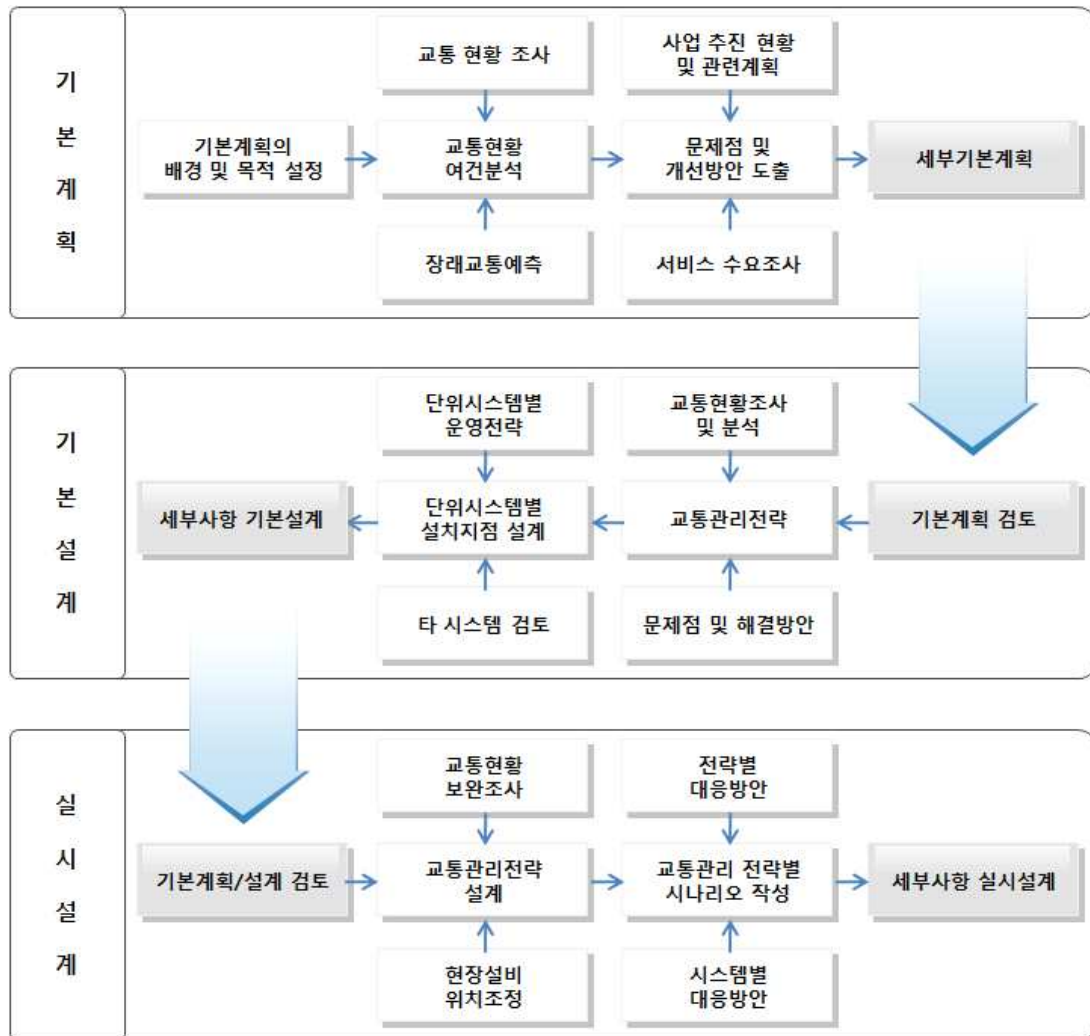 기
본
계
획
교통 현황 조사
사업 추진 현황
및 관련계획
기본계획의
배경 및 목적 설정
교통현황
여건분석
문제점 및
개선방안 도출
세부기본계획
장래교통예측
서비스 수요조사
기
본
설
계
단위시스템별
운영전략
교통현황조사
및 분석
세부사항 기본설계
단위시스템별
설치지점 설계
교통관리전략
기본계획 검토
타 시스템 검토
문제점 및 해결방안
실
시
설
계
교통현황
보완조사
전략별
대응방안
기본계획/설계 검토
교통관리전략
설계
교통관리 전략별
시나리오 작성
세부사항 실시설계
현장설비
위치조정
시스템별
대응방안